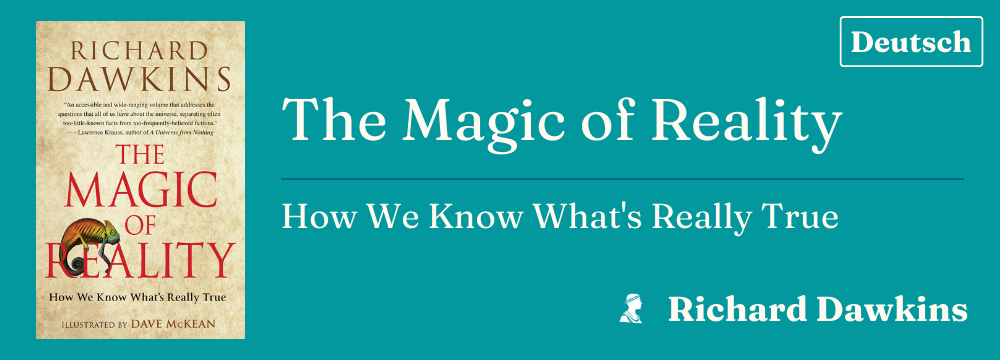 RICHARD
DAWKINS
"An accessible and wide-ranging volume that addresses the
questions that all of us have about the universe, separating often
too-little-known facts from too-frequently-believed fictions."
—Lawrence Krauss, author of A Universe from Nothing
THE
MAGIC
OF
REALITY
How We Know What's Really True
ILLUSTRATED BY DAVE McKEAN
Deutsch
The Magic of Reality
How We Know What's Really True
Richard Dawkins